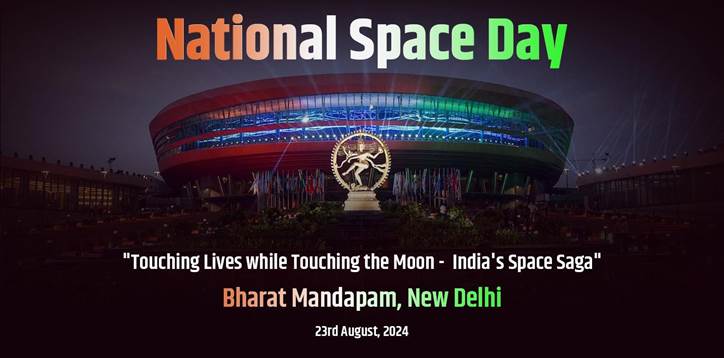 National Space Day
"Touching Lives while Touching the Moon -  India's Space Saga"
Bharat Mandapam, New Delhi
23rd August, 2024